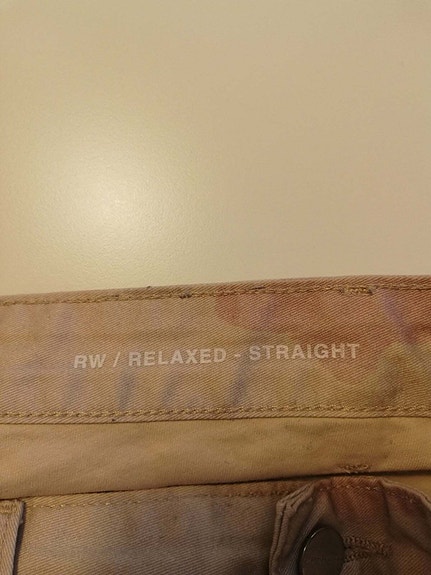 RW / RELAXED - STRAIGHT